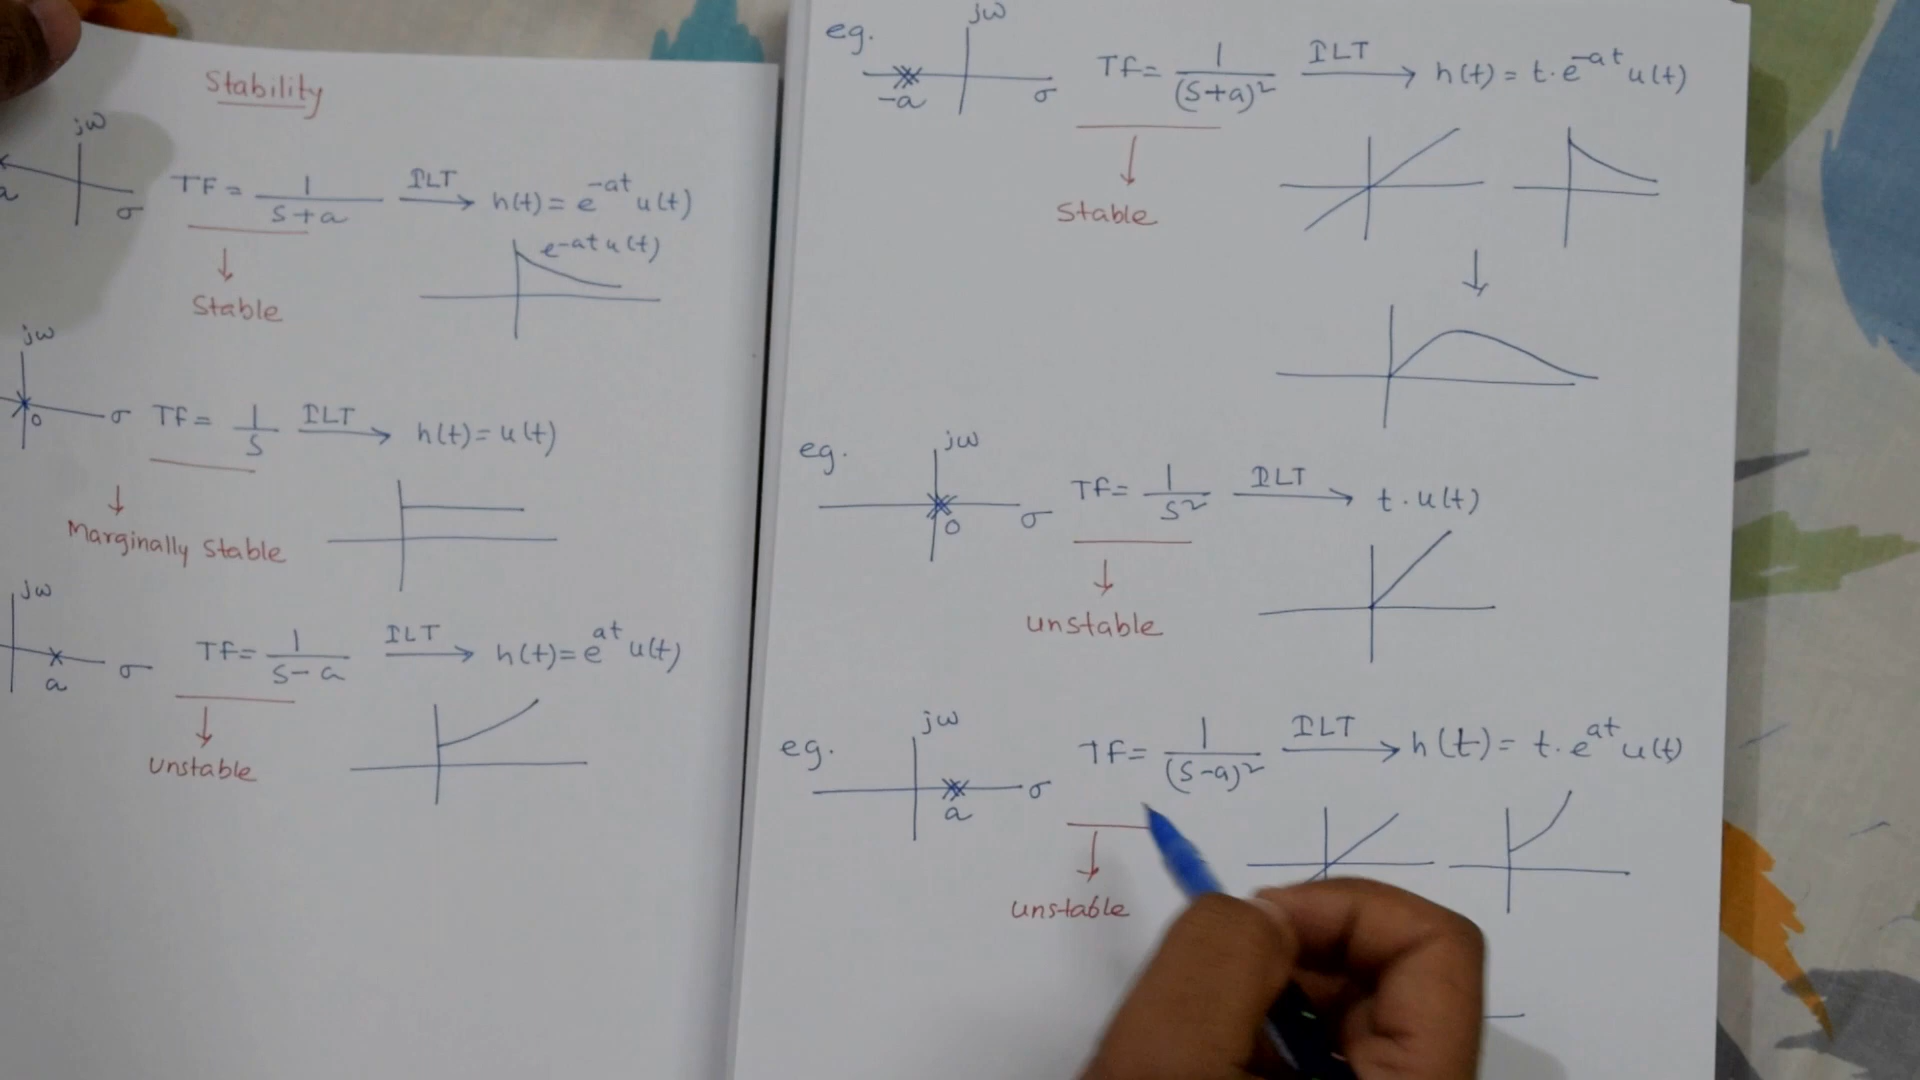 Stability
jω
a
σ
TF = 1/(s+a) ILT → h(t) = e^-at u(t)
e^-at u(t)
↓
Stable
jω
0
σ
Tf = 1/s ILT → h(t) = u(t)
↓
Marginally Stable
jω
a
σ
Tf = 1/(s-a) ILT → h(t) = e^at u(t)
↓
unstable
eg.
jω
-a
σ
Tf = 1/(s+a)² ILT → h(t) = t.e^-at u(t)
↓
Stable
↓
eg.
jω
0
σ
Tf = 1/s² ILT → t.u(t)
↓
unstable
eg.
jω
a
σ
Tf = 1/(s-a)² ILT → h(t) = t.e^at u(t)
↓
unstable